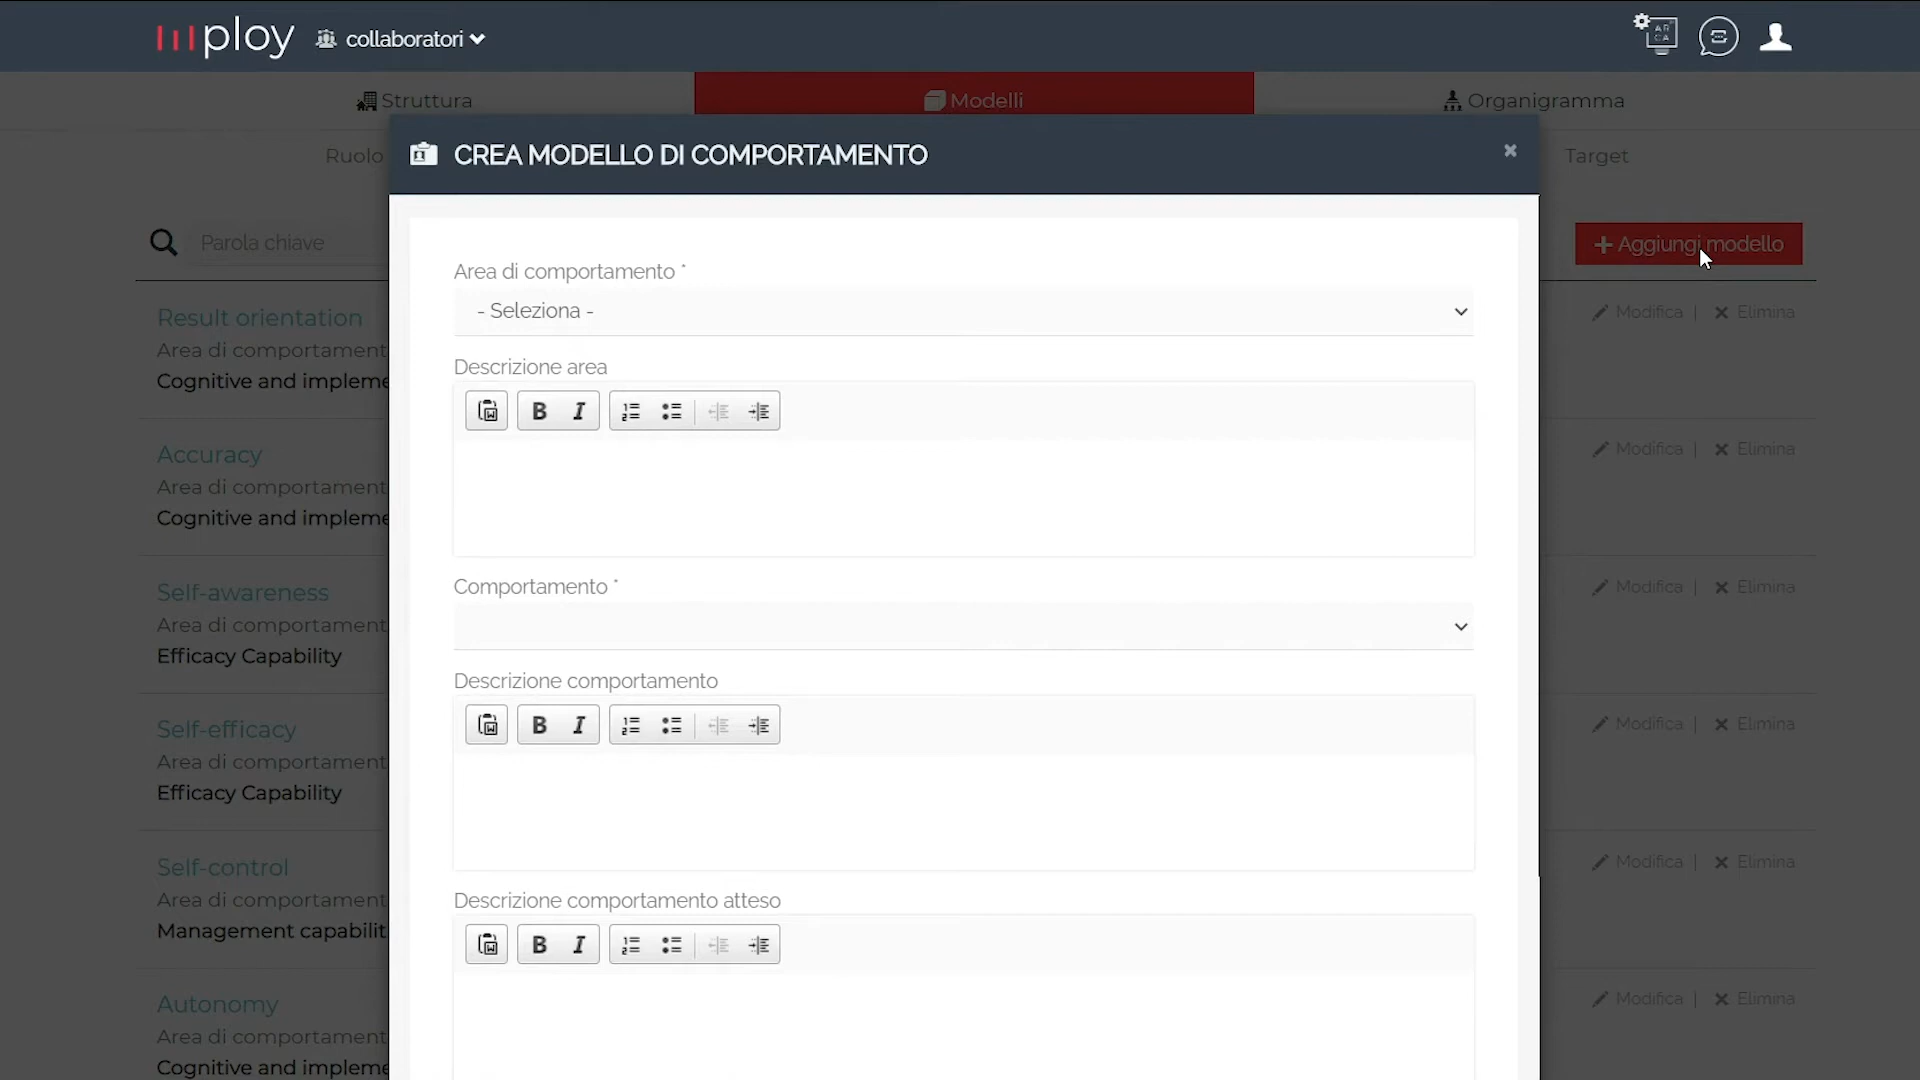 mploy
collaboratori
AR
CA
Struttura
Modelli
Organigramma
Ruolo
Target
CREA MODELLO DI COMPORTAMENTO
Parola chiave
+ Aggiungi modello
Area di comportamento *
- Seleziona -
Descrizione area
B I
Comportamento *
Descrizione comportamento
B I
Descrizione comportamento atteso
B I
Result orientation
Area di comportament
Cognitive and impleme
Modifica | Elimina
Accuracy
Area di comportament
Cognitive and impleme
Modifica | Elimina
Self-awareness
Area di comportament
Efficacy Capability
Modifica | Elimina
Self-efficacy
Area di comportament
Efficacy Capability
Modifica | Elimina
Self-control
Area di comportament
Management capabilit
Modifica | Elimina
Autonomy
Area di comportament
Cognitive and impleme
Modifica | Elimina